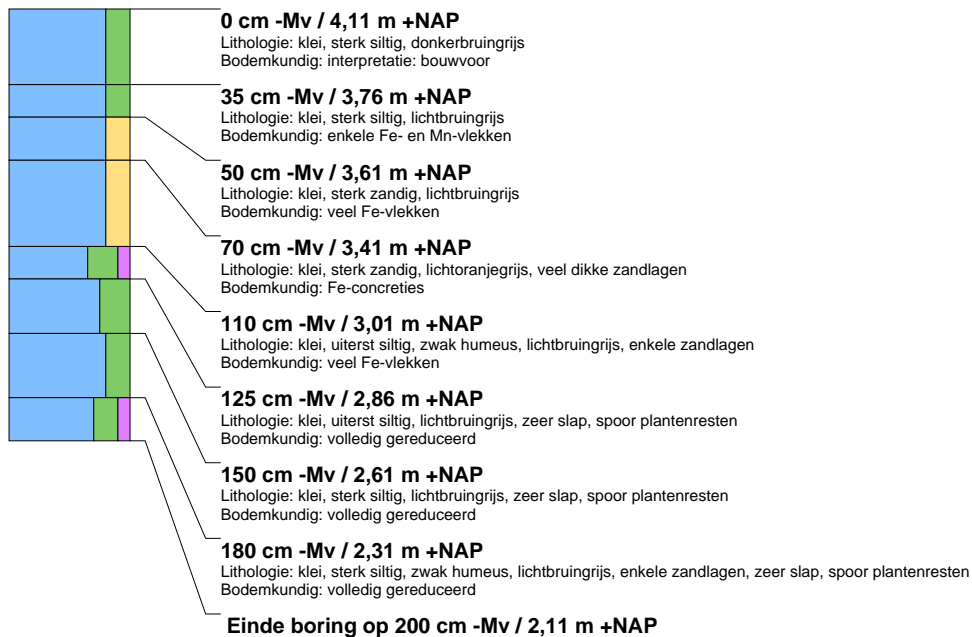 0 cm -Mv / 4,11 m +NAP
Lithologie: klei, sterk siltig, donkerbruingrijs
Bodemkundig: interpretatie: bouwvoor
35 cm -Mv / 3,76 m +NAP
Lithologie: klei, sterk siltig, lichtbruingrijs
Bodemkundig: enkele Fe- en Mn-vlekken
50 cm -Mv / 3,61 m +NAP
Lithologie: klei, sterk zandig, lichtbruingrijs
Bodemkundig: veel Fe-vlekken
70 cm -Mv / 3,41 m +NAP
Lithologie: klei, sterk zandig, lichtoranjegrijs, veel dikke zandlagen
Bodemkundig: Fe-concreties
110 cm -Mv / 3,01 m +NAP
Lithologie: klei, uiterst siltig, zwak humeus, lichtbruingrijs, enkele zandlagen
Bodemkundig: veel Fe-vlekken
125 cm -Mv / 2,86 m +NAP
Lithologie: klei, uiterst siltig, lichtbruingrijs, zeer slap, spoor plantenresten
Bodemkundig: volledig gereduceerd
150 cm -Mv / 2,61 m +NAP
Lithologie: klei, sterk siltig, lichtbruingrijs, zeer slap, spoor plantenresten
Bodemkundig: volledig gereduceerd
180 cm -Mv / 2,31 m +NAP
Lithologie: klei, sterk siltig, zwak humeus, lichtbruingrijs, enkele zandlagen, zeer slap, spoor plantenresten
Bodemkundig: volledig gereduceerd
Einde boring op 200 cm -Mv / 2,11 m +NAP